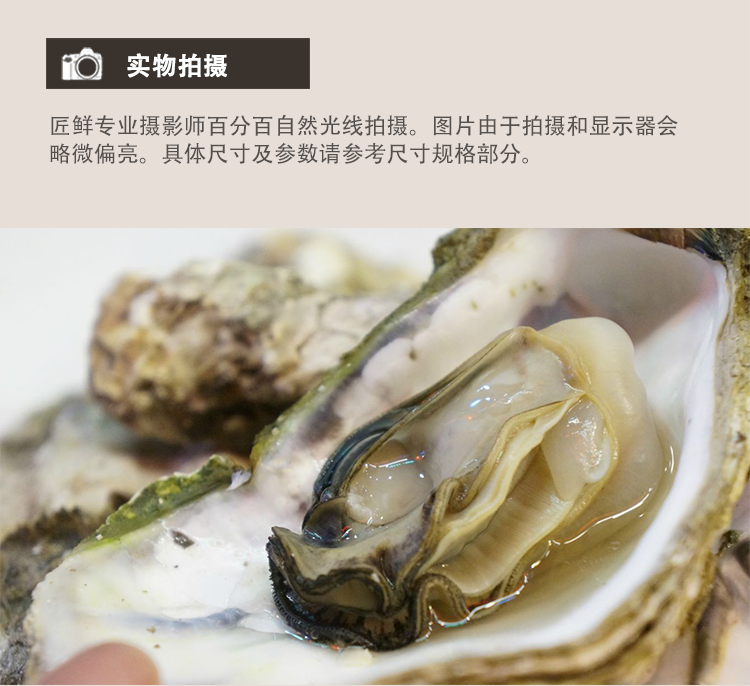 实物拍摄
匠鲜专业摄影师百分百自然光线拍摄。图片由于拍摄和显示器会
略微偏亮。具体尺寸及参数请参考尺寸规格部分。